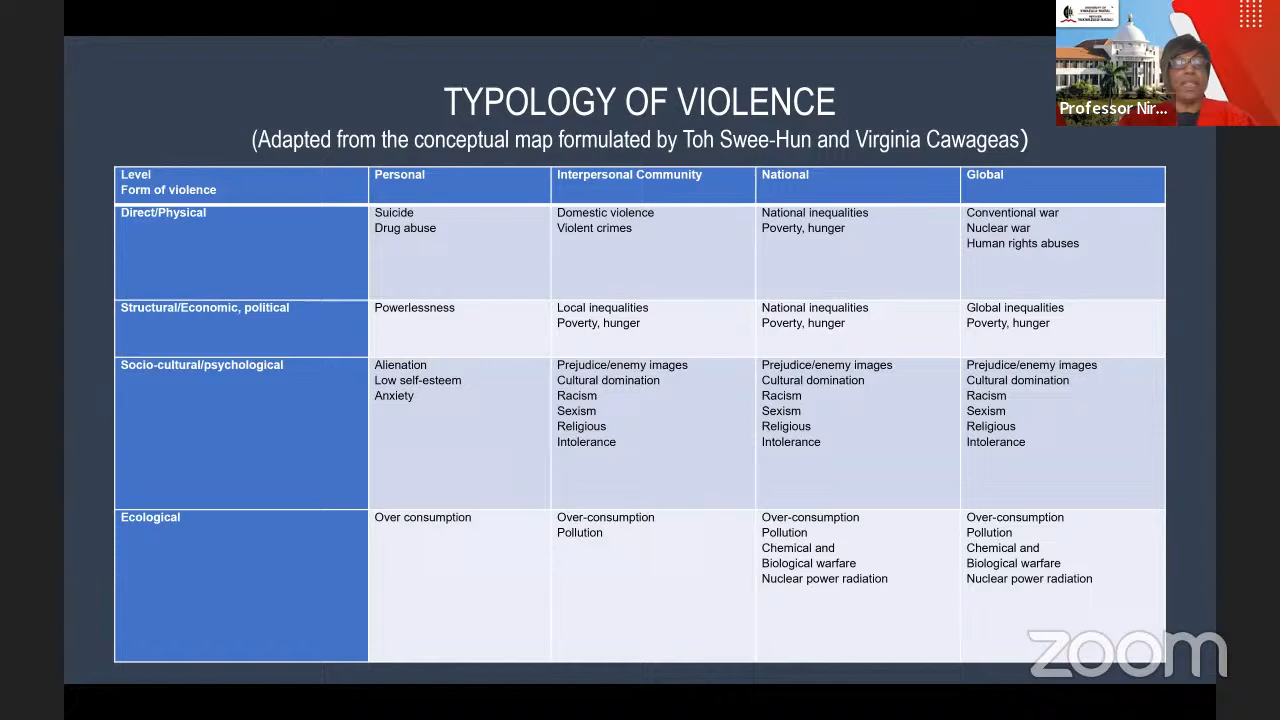 TYPOLOGY OF VIOLENCE
(Adapted from the conceptual map formulated by Toh Swee-Hun and Virginia Cawageas)
Level
Form of violence
Personal
Interpersonal Community
National
Global
Direct/Physical
Suicide
Drug abuse
Domestic violence
Violent crimes
National inequalities
Poverty, hunger
Conventional war
Nuclear war
Human rights abuses
Structural/Economic, political
Powerlessness
Local inequalities
Poverty, hunger
National inequalities
Poverty, hunger
Global inequalities
Poverty, hunger
Socio-cultural/psychological
Alienation
Low self-esteem
Anxiety
Prejudice/enemy images
Cultural domination
Racism
Sexism
Religious
Intolerance
Prejudice/enemy images
Cultural domination
Racism
Sexism
Religious
Intolerance
Prejudice/enemy images
Cultural domination
Racism
Sexism
Religious
Intolerance
Ecological
Over consumption
Over-consumption
Pollution
Over-consumption
Pollution
Chemical and
Biological warfare
Nuclear power radiation
Over-consumption
Pollution
Chemical and
Biological warfare
Nuclear power radiation
Professor Nir...
zoom